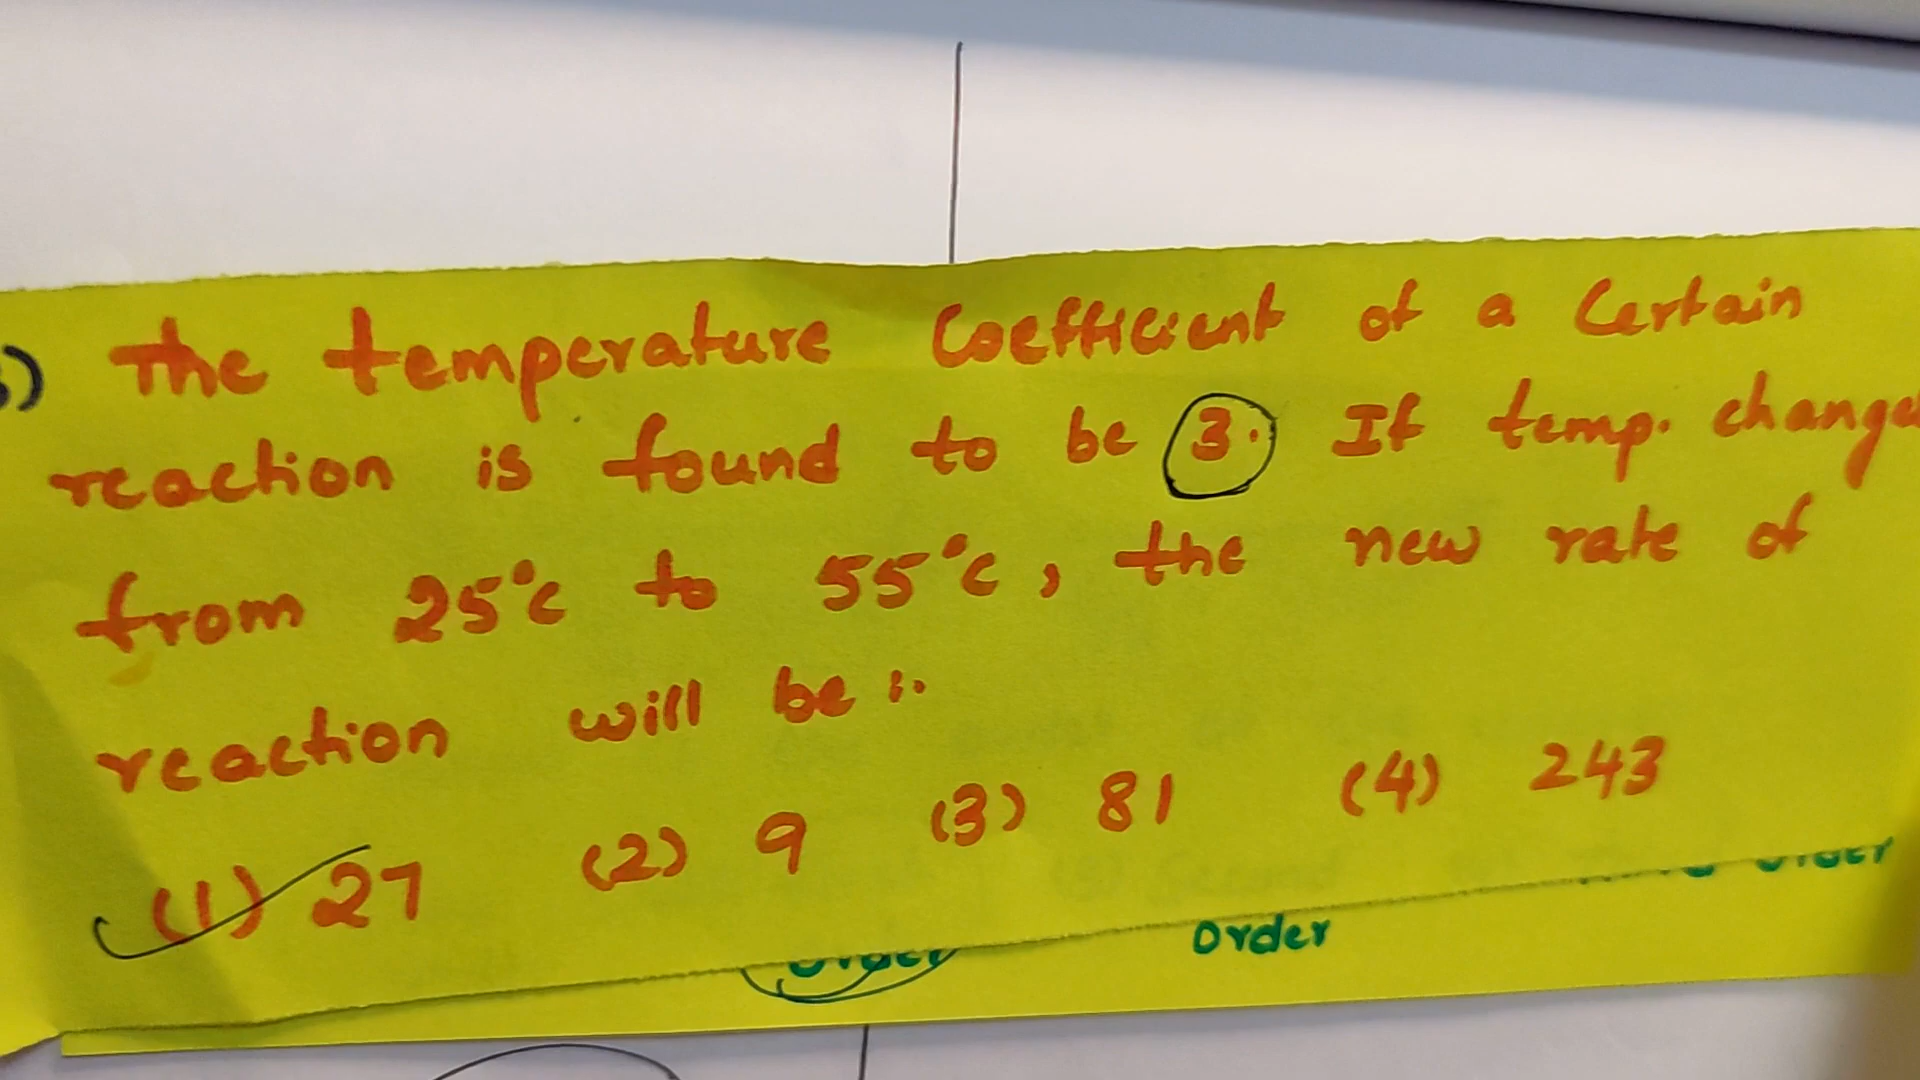 ) The temperature Coefficient of a Certain
reaction is found to be 3. If temp. change
from 25°c to 55°c, the new rate of
reaction will be :.
(1) 27 (2) 9 (3) 81 (4) 243
Order